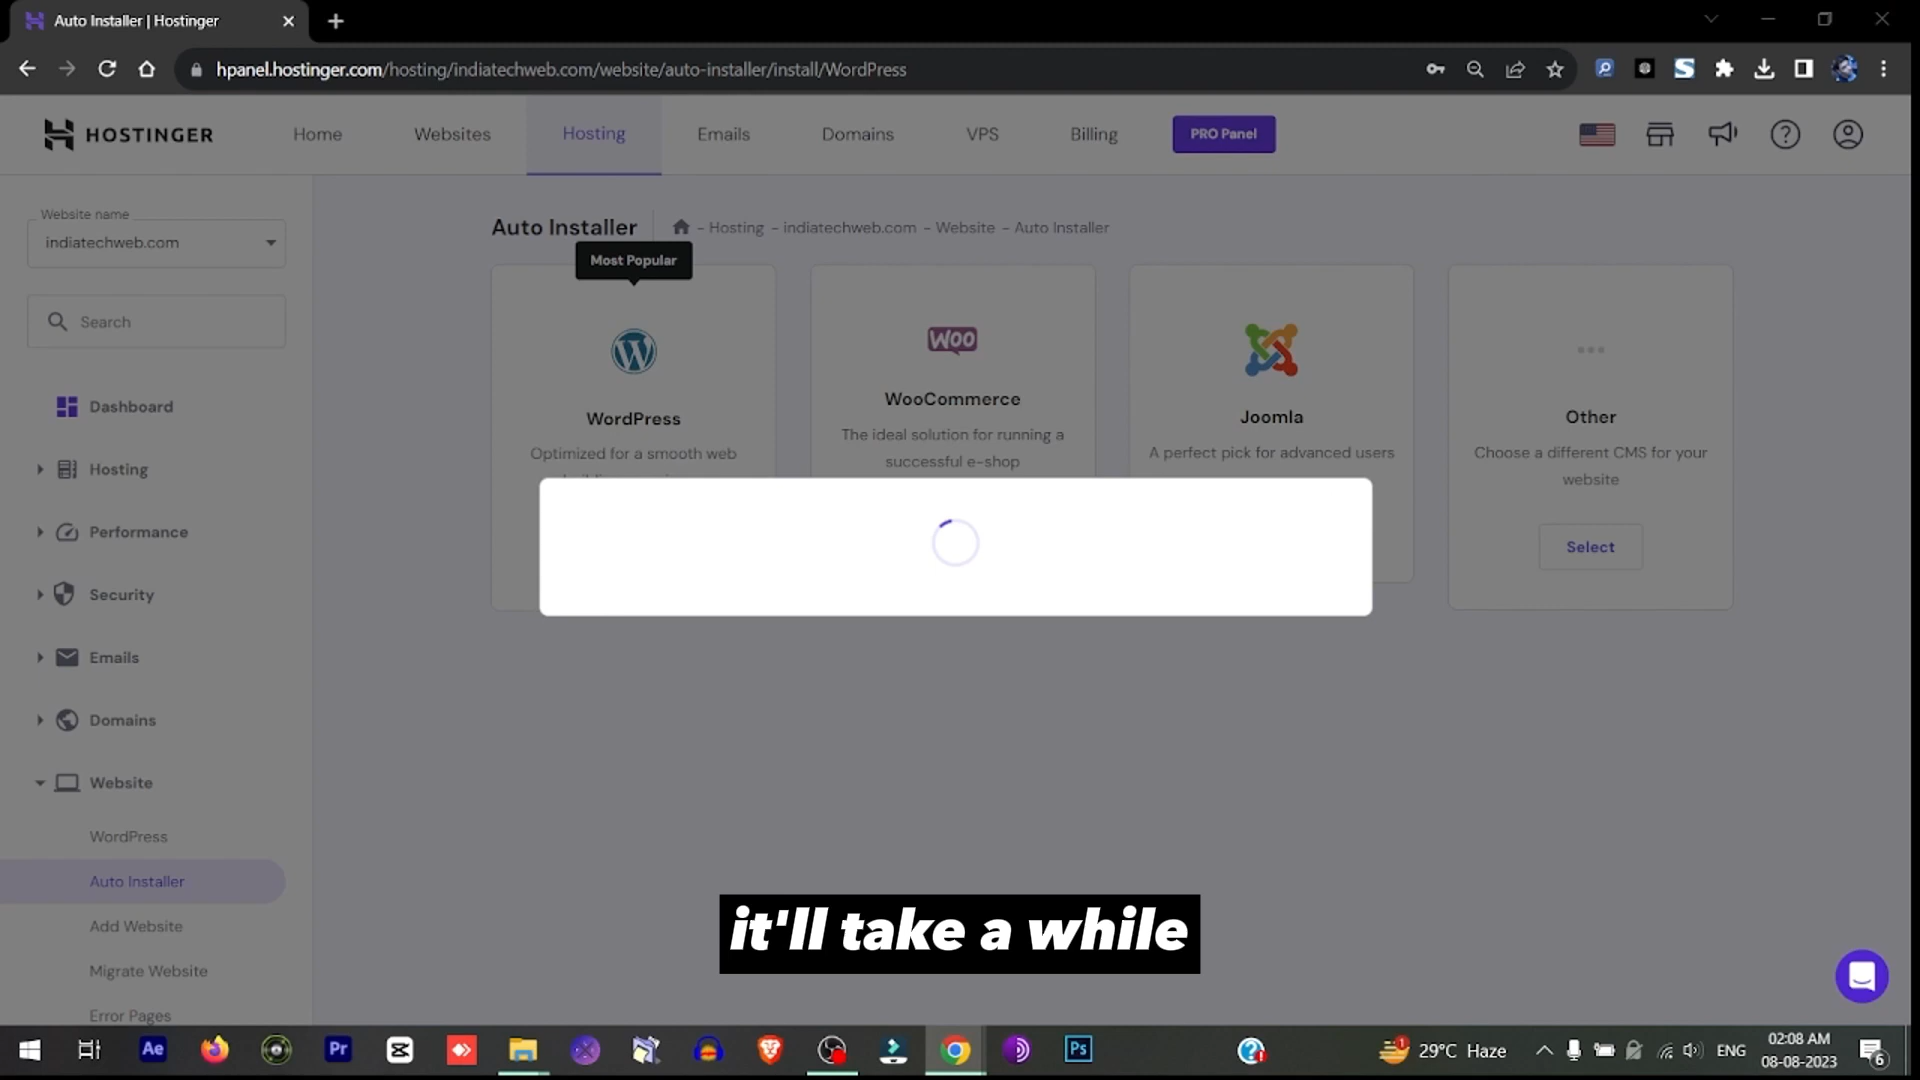 Auto Installer | Hostinger
hpanel.hostinger.com/hosting/indiatechweb.com/website/auto-installer/install/WordPress
HOSTINGER
Home
Websites
Hosting
Emails
Domains
VPS
Billing
PRO Panel
Website name
indiatechweb.com
Search
Dashboard
Hosting
Performance
Security
Emails
Domains
Website
WordPress
Auto Installer
Add Website
Migrate Website
Error Pages
Auto Installer
- Hosting - indiatechweb.com - Website - Auto Installer
Most Popular
WordPress
Optimized for a smooth web
WOO
WooCommerce
The ideal solution for running a
successful e-shop
Joomla
A perfect pick for advanced users
Other
Choose a different CMS for your
website
Select
it'll take a while
Ae
Pr
Ps
29°C Haze
ENG
02:08 AM
08-08-2023
6